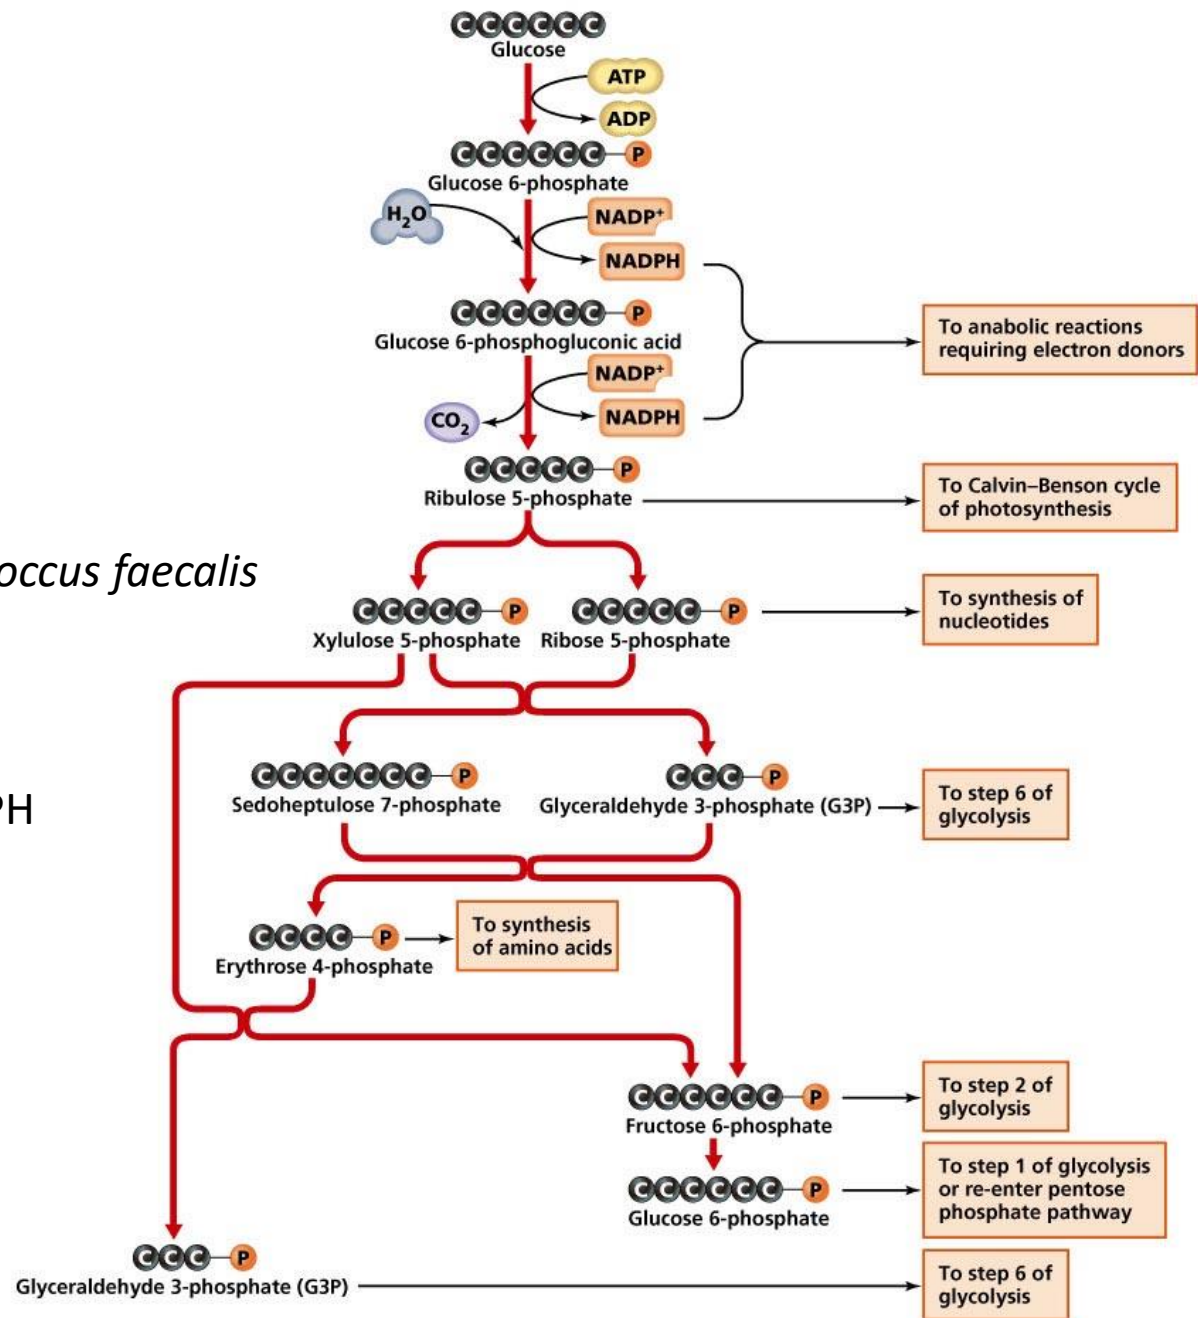 C C C C C C
Glucose
ATP
ADP
C C C C C C P
Glucose 6-phosphate
H₂O
NADP⁺
NADPH
C C C C C C P
Glucose 6-phosphogluconic acid
To anabolic reactions
requiring electron donors
NADP⁺
CO₂
NADPH
C C C C C P
Ribulose 5-phosphate
To Calvin–Benson cycle
of photosynthesis
occus faecalis
C C C C C P
Xylulose 5-phosphate
C C C C C P
Ribose 5-phosphate
To synthesis of
nucleotides
PH
C C C C C C C P
Sedoheptulose 7-phosphate
C C C P
Glyceraldehyde 3-phosphate (G3P)
To step 6 of
glycolysis
C C C C P
Erythrose 4-phosphate
To synthesis
of amino acids
C C C C C C P
Fructose 6-phosphate
To step 2 of
glycolysis
C C C C C C P
Glucose 6-phosphate
To step 1 of glycolysis
or re-enter pentose
phosphate pathway
C C C P
Glyceraldehyde 3-phosphate (G3P)
To step 6 of
glycolysis